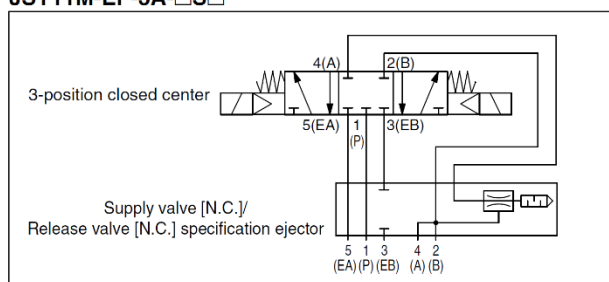 4(A) 2(B)
3-position closed center
5(EA) 1 3(EB)
(P)
Supply valve [N.C.]/
Release valve [N.C.] specification ejector
5 1 3 4 2
(EA) (P) (EB) (A) (B)